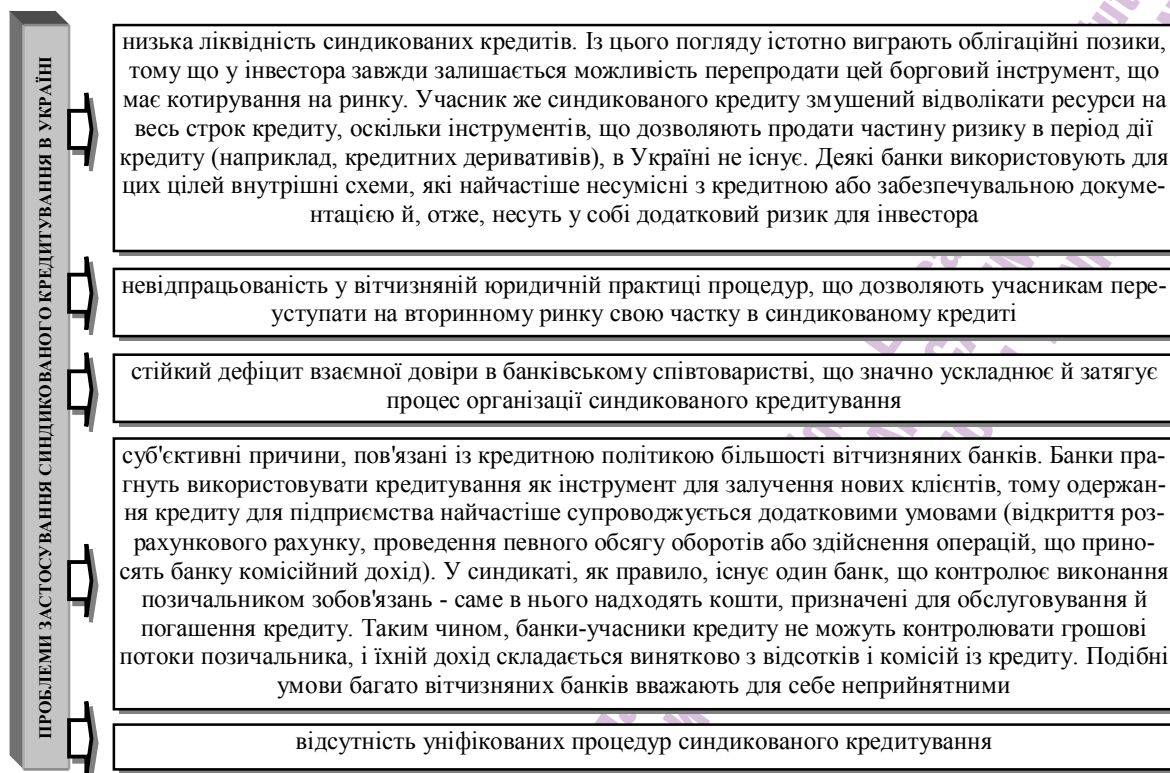 ПРОБЛЕМИ ЗАСТОСУВАННЯ СИНДИКОВАНОГО КРЕДИТУВАННЯ В УКРАЇНІ
низька ліквідність синдикованих кредитів. Із цього погляду істотно виграють облігаційні позики,
тому що у інвестора завжди залишається можливість перепродати цей борговий інструмент, що
має котирування на ринку. Учасник же синдикованого кредиту змушений відволікати ресурси на
весь строк кредиту, оскільки інструментів, що дозволяють продати частину ризику в період дії
кредиту (наприклад, кредитних деривативів), в Україні не існує. Деякі банки використовують для
цих цілей внутрішні схеми, які найчастіше несумісні з кредитною або забезпечувальною докуме-
нтацією й, отже, несуть у собі додатковий ризик для інвестора
невідпрацьованість у вітчизняній юридичній практиці процедур, що дозволяють учасникам пере-
уступати на вторинному ринку свою частку в синдикованому кредиті
стійкий дефіцит взаємної довіри в банківському співтоваристві, що значно ускладнює й затягує
процес організації синдикованого кредитування
суб'єктивні причини, пов'язані із кредитною політикою більшості вітчизняних банків. Банки пра-
гнуть використовувати кредитування як інструмент для залучення нових клієнтів, тому одержан-
ня кредиту для підприємства найчастіше супроводжується додатковими умовами (відкриття роз-
рахункового рахунку, проведення певного обсягу оборотів або здійснення операцій, що прино-
сять банку комісійний дохід). У синдикаті, як правило, існує один банк, що контролює виконання
позичальником зобов'язань - саме в нього надходять кошти, призначені для обслуговування й
погашення кредиту. Таким чином, банки-учасники кредиту не можуть контролювати грошові
потоки позичальника, і їхній дохід складається винятково з відсотків і комісій із кредиту. Подібні
умови багато вітчизняних банків вважають для себе неприйнятними
відсутність уніфікованих процедур синдикованого кредитування